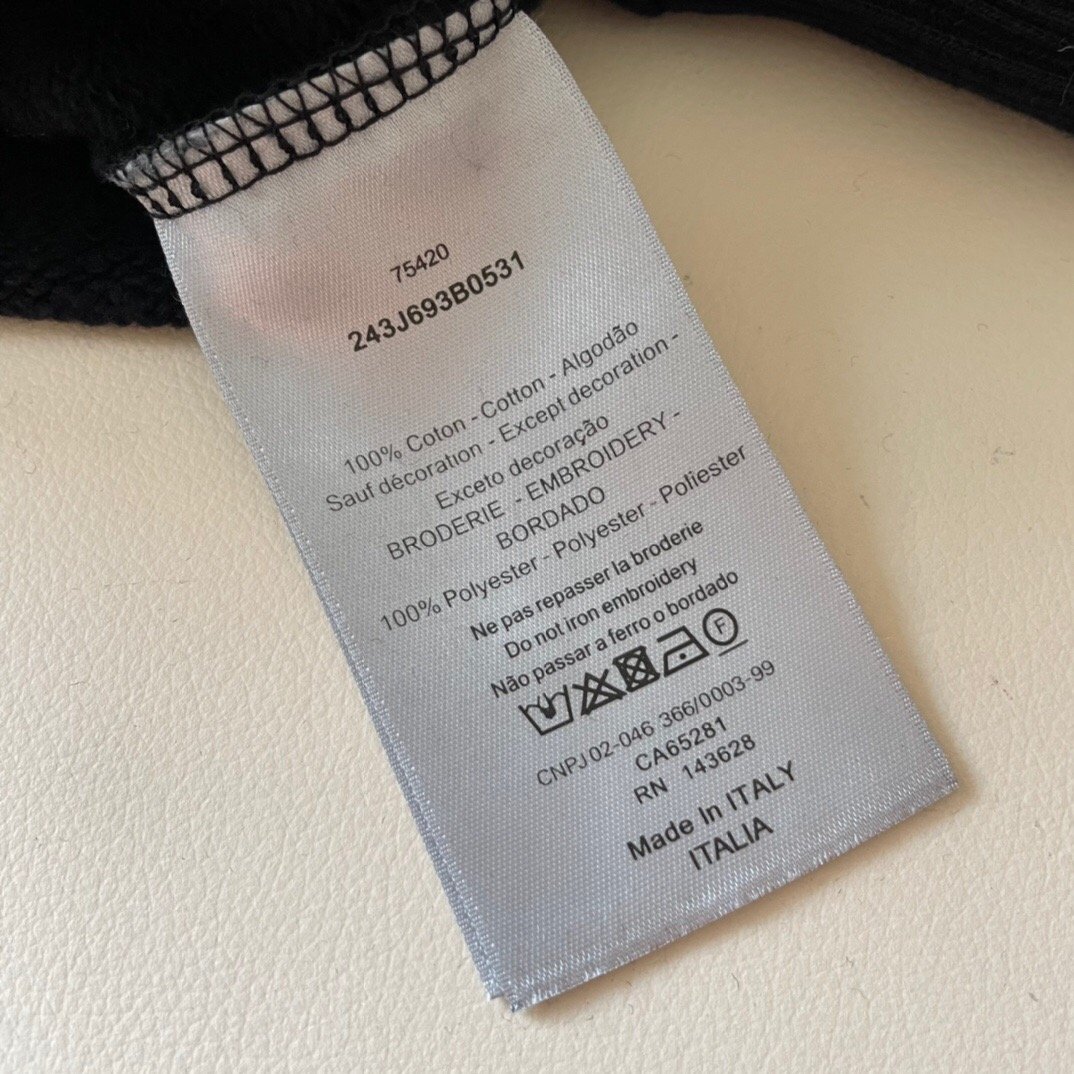 75420
243J693B0531
100% Coton - Cotton - Algodão
Sauf décoration - Except decoration -
Exceto decoração
BRODERIE - EMBROIDERY -
BORDADO
100% Polyester - Polyester - Poliester
Ne pas repasser la broderie
Do not iron embroidery
Não passar a ferro o bordado
F
CNPJ 02-046 366/0003-99
CA65281
RN 143628
Made In ITALY
ITALIA